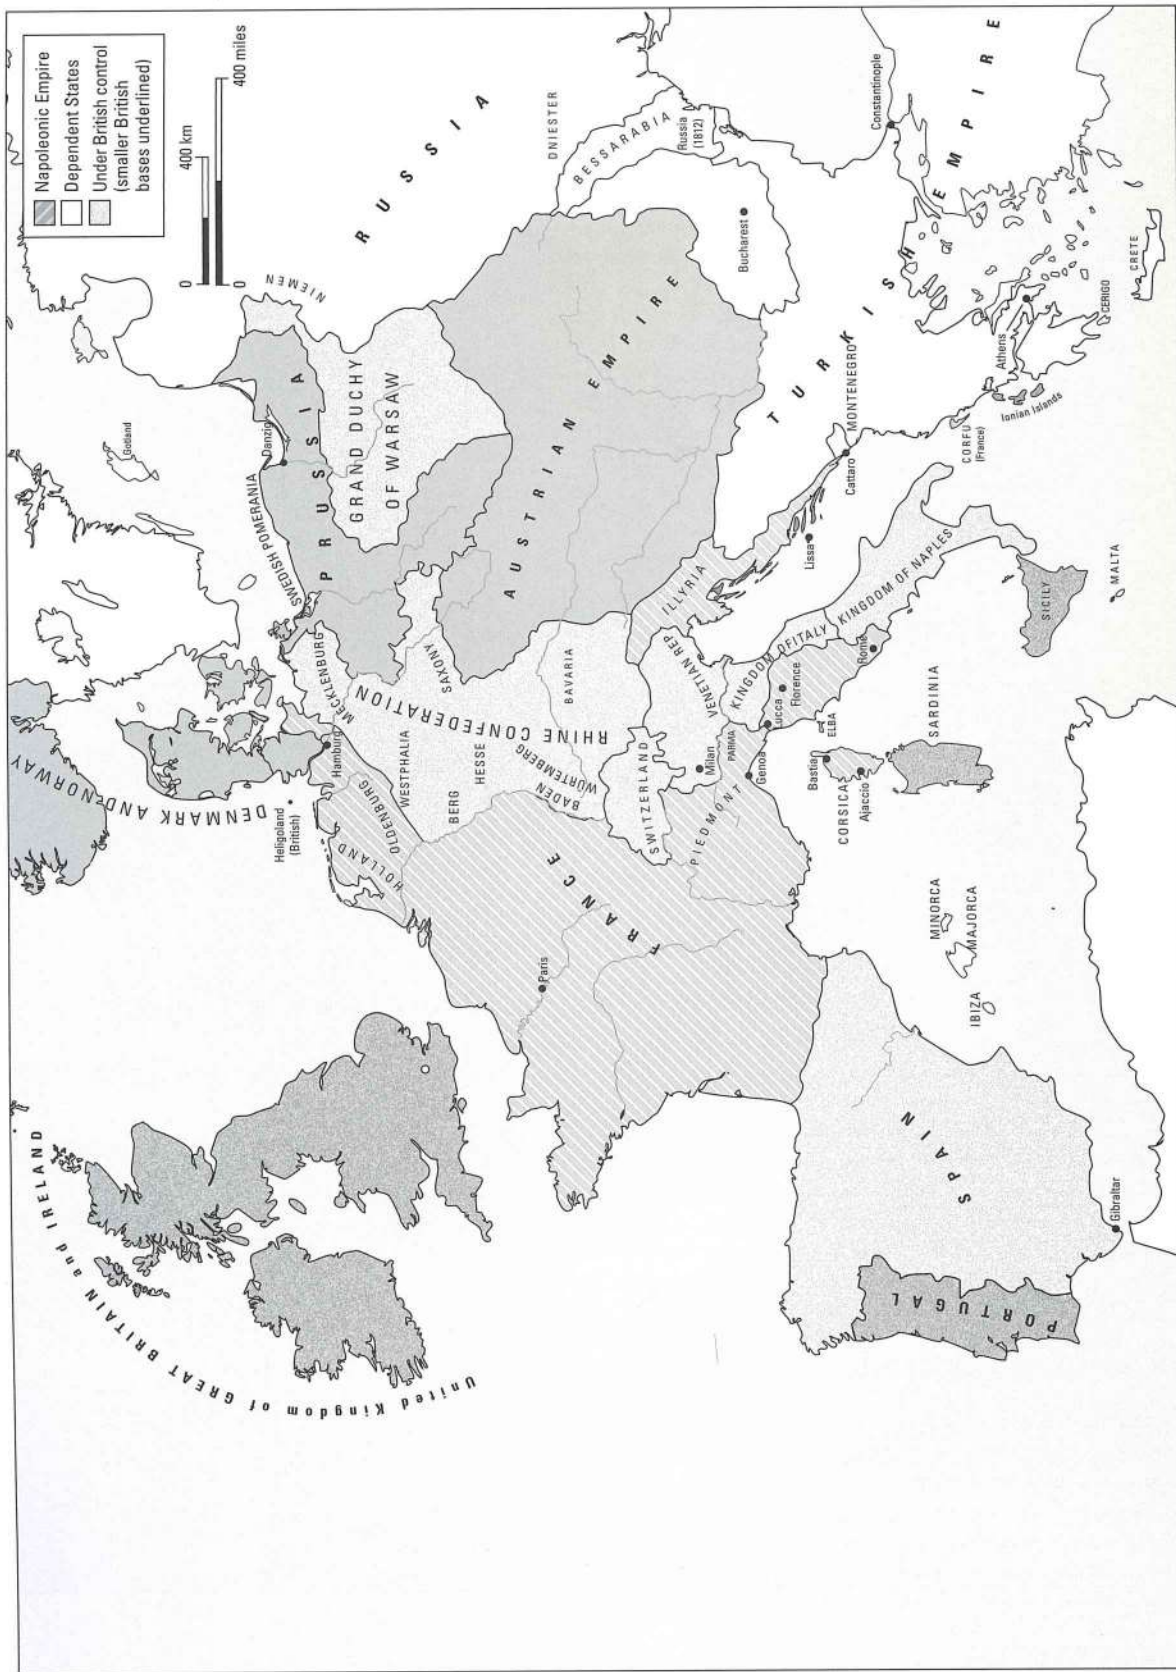 Napoleonic Empire
Dependent States
Under British control
(smaller British
bases underlined)
0 400 km
0 400 miles
United Kingdom of GREAT BRITAIN and IRELAND
DENMARK AND NORWAY
Heligoland
(British)
Gotland
RUSSIA
NIEMEN
Danzig
PRUSSIA
SWEDISH POMERANIA
MECKLENBURG
Hamburg
OLDENBURG
HOLLAND
GRAND DUCHY
OF WARSAW
WESTPHALIA
BERG
HESSE
SAXONY
RHINE CONFEDERATION
BADEN
WÜRTEMBERG
BAVARIA
AUSTRIAN EMPIRE
DNIESTER
BESSARABIA
Russia
(1812)
Bucharest
Paris
FRANCE
SWITZERLAND
PIEDMONT
Milan
VENETIAN REP
ILLYRIA
PARMA
Genoa
Lucca
Florence
KINGDOM OF ITALY
Rome
KINGDOM OF NAPLES
ELBA
Bastia
CORSICA
Ajaccio
SARDINIA
SICILY
MALTA
Lissa
Cattaro
MONTENEGRO
TURKISH EMPIRE
Constantinople
CORFU
(France)
Ionian Islands
Athens
CERIGO
CRETE
MINORCA
MAJORCA
IBIZA
SPAIN
PORTUGAL
Gibraltar